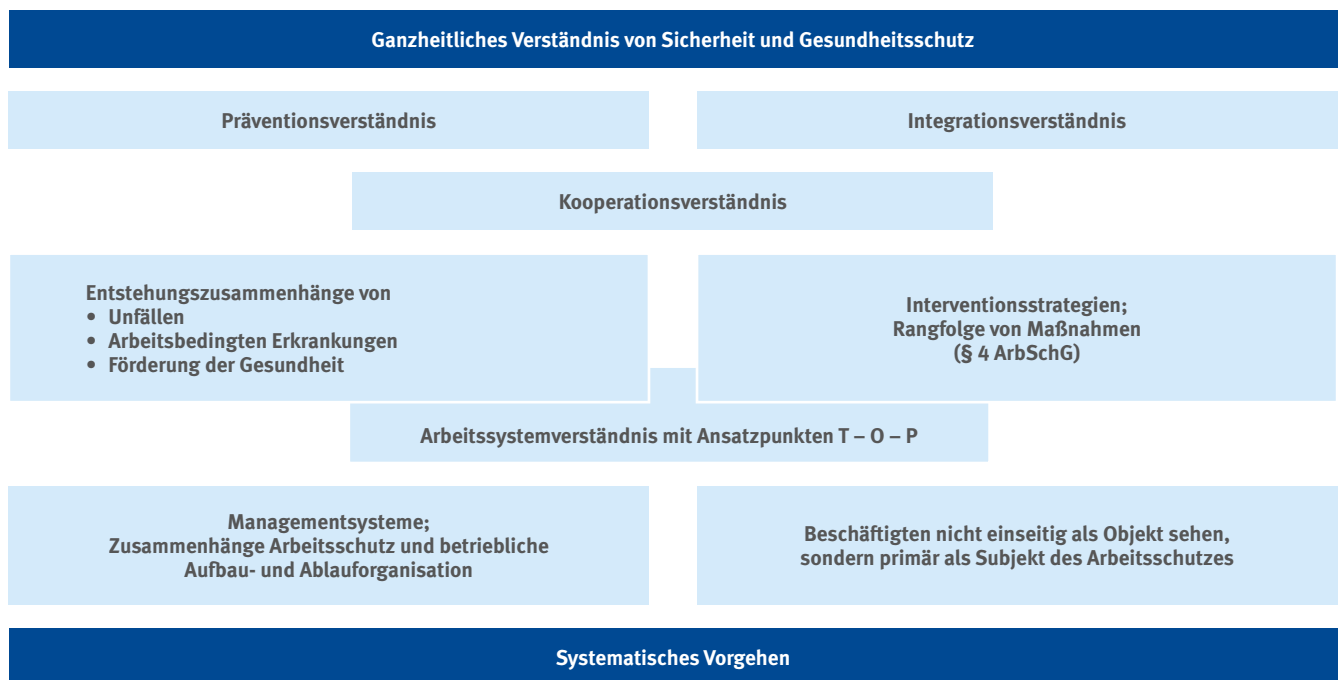 Ganzheitliches Verständnis von Sicherheit und Gesundheitsschutz
Präventionsverständnis
Integrationsverständnis
Kooperationsverständnis
Entstehungszusammenhänge von
• Unfällen
• Arbeitsbedingten Erkrankungen
• Förderung der Gesundheit
Interventionsstrategien;
Rangfolge von Maßnahmen
(§ 4 ArbSchG)
Arbeitssystemverständnis mit Ansatzpunkten T – O – P
Managementsysteme;
Zusammenhänge Arbeitsschutz und betriebliche
Aufbau- und Ablauforganisation
Beschäftigten nicht einseitig als Objekt sehen,
sondern primär als Subjekt des Arbeitsschutzes
Systematisches Vorgehen